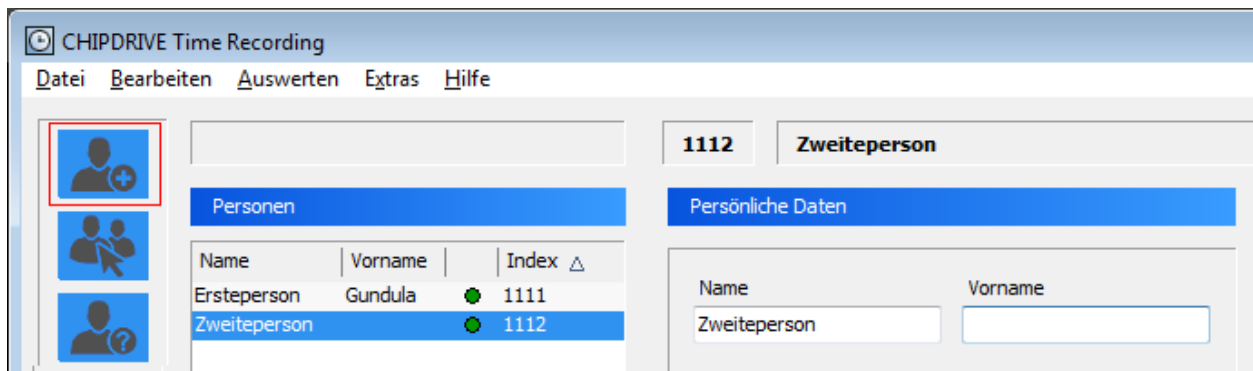 CHIPDRIVE Time Recording
Datei Bearbeiten Auswerten Extras Hilfe
1112 Zweiteperson
Personen
Name Vorname Index
Ersteperson Gundula 1111
Zweiteperson 1112
Persönliche Daten
Name Vorname
Zweiteperson